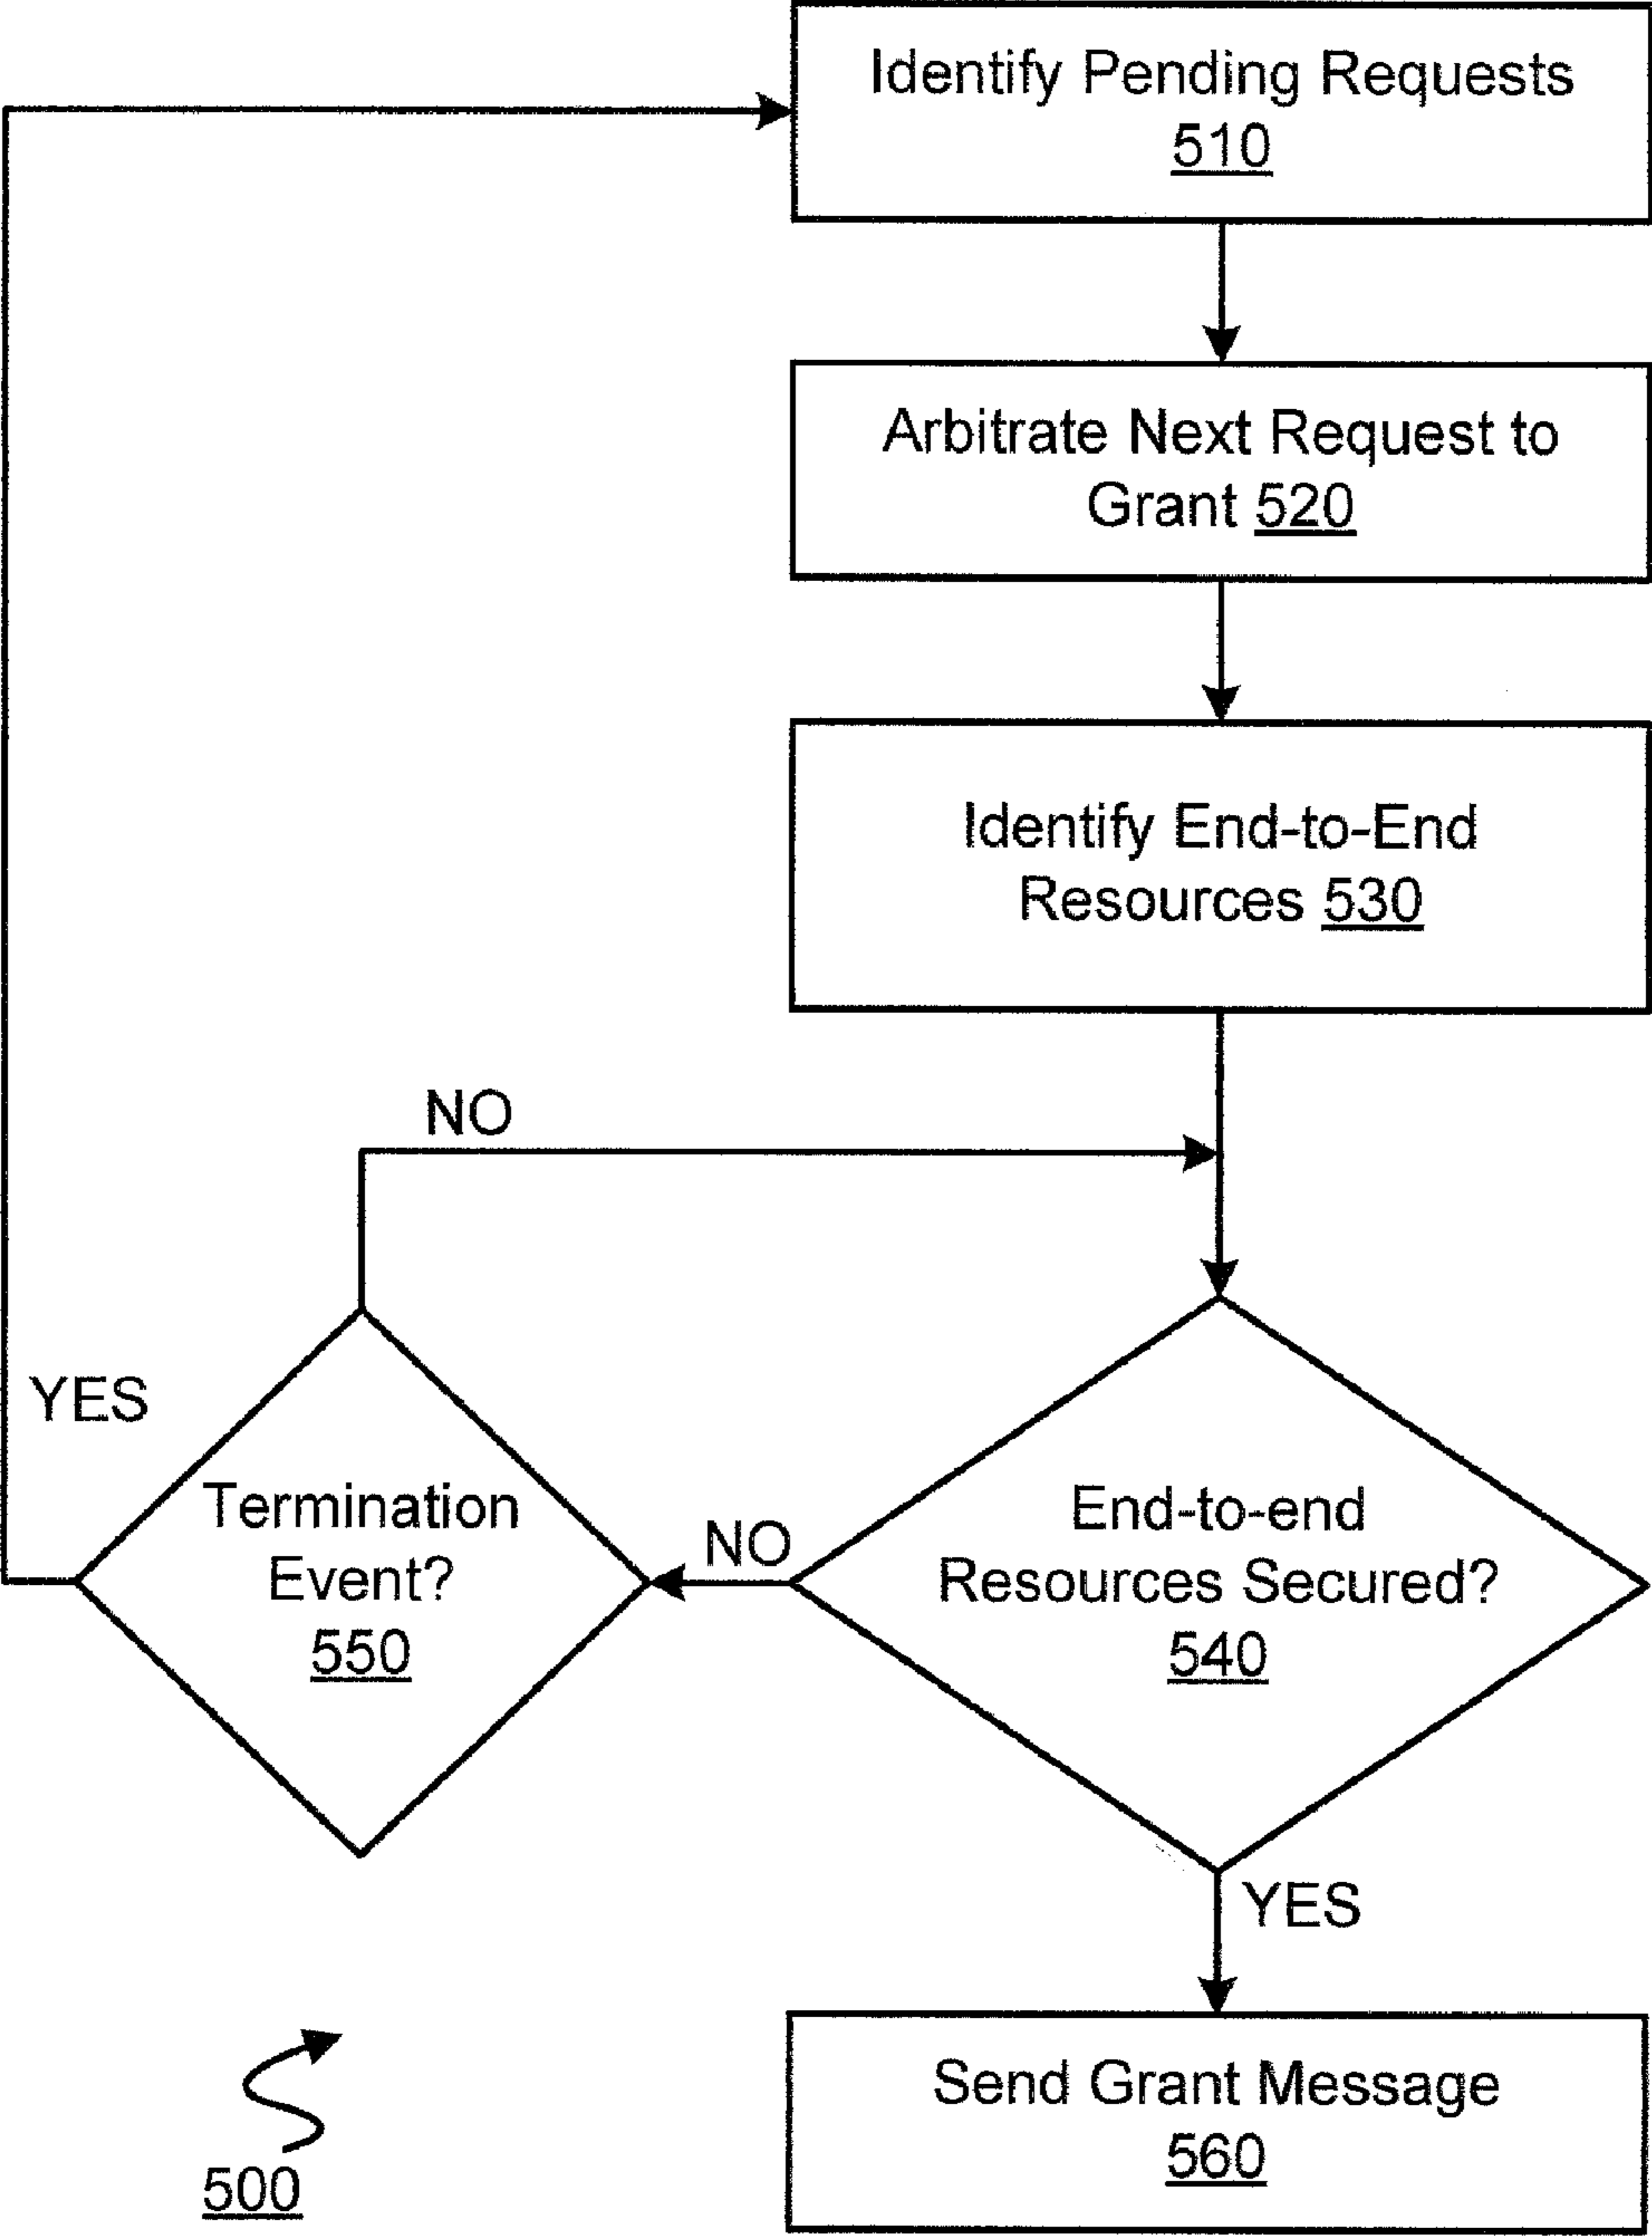 Identify Pending Requests
510
Arbitrate Next Request to
Grant 520
Identify End-to-End
Resources 530
NO
YES
Termination
Event?
550
NO
End-to-end
Resources Secured?
540
YES
Send Grant Message
560
500